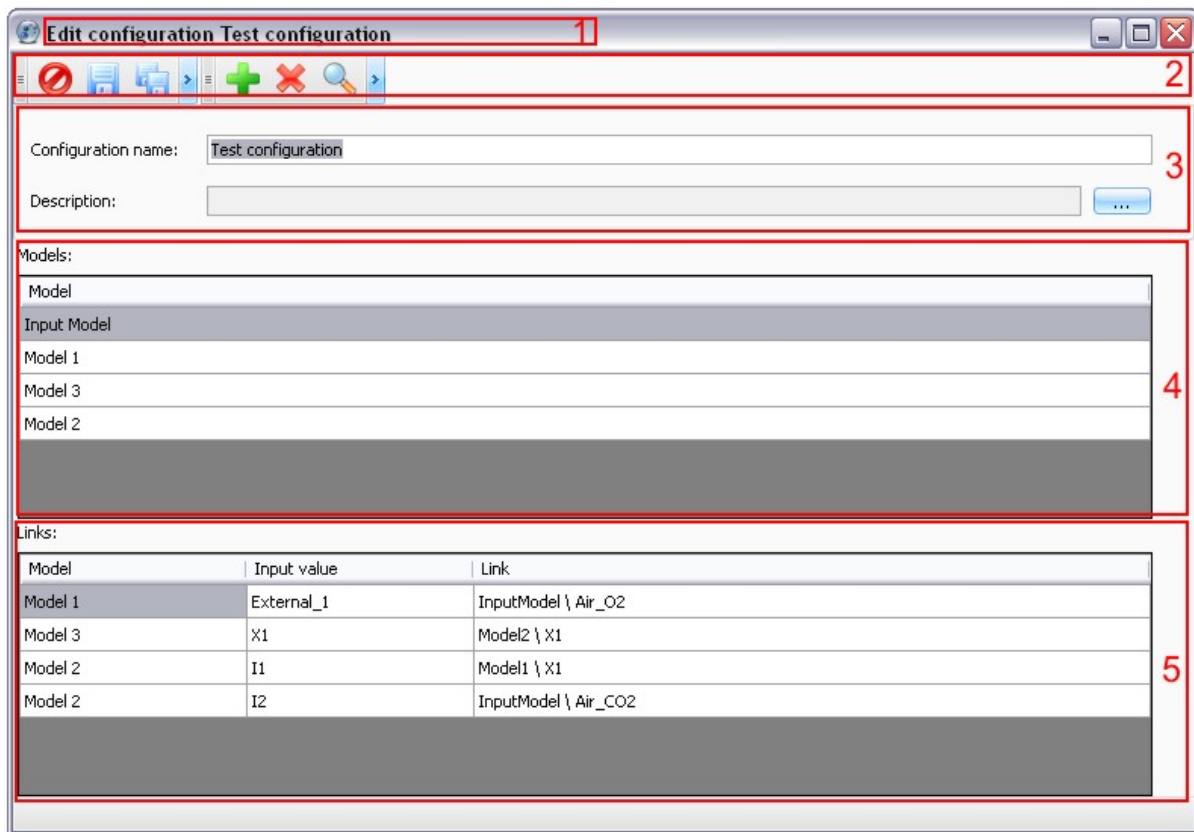 Edit configuration Test configuration 1
2
Configuration name: Test configuration
3
Description: ...
Models:
Model
Input Model
Model 1
Model 3
4
Model 2
Links:
Model Input value Link
Model 1 External_1 InputModel \ Air_O2
Model 3 X1 Model2 \ X1
Model 2 I1 Model1 \ X1
5
Model 2 I2 InputModel \ Air_CO2